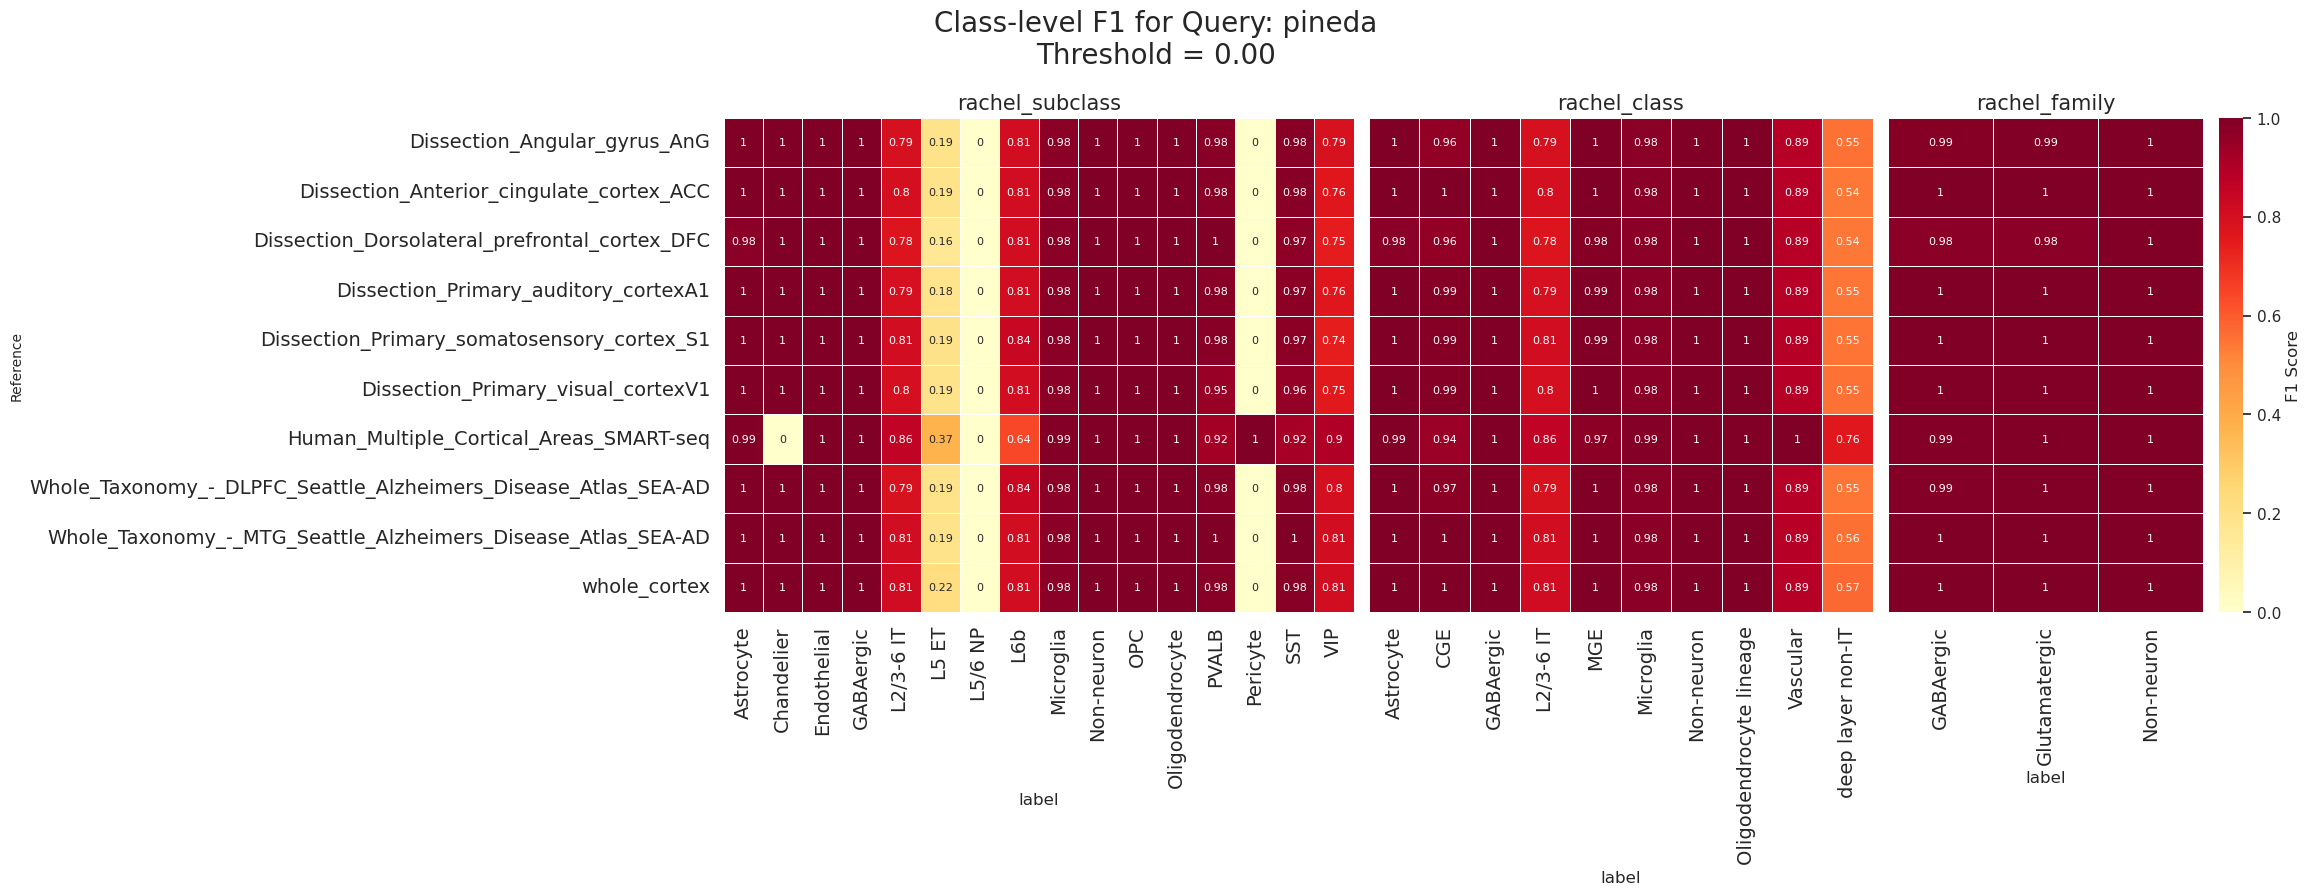 Class-level F1 for Query: pineda
Threshold = 0.00
rachel_subclass rachel_class rachel_family
Reference
Dissection_Angular_gyrus_AnG 1 1 1 1 0.79 0.19 0 0.81 0.98 1 1 1 0.98 0 0.98 0.79 1 0.96 1 0.79 1 0.98 1 1 0.89 0.55 0.99 0.99 1
Dissection_Anterior_cingulate_cortex_ACC 1 1 1 1 0.8 0.19 0 0.81 0.98 1 1 1 0.98 0 0.98 0.76 1 1 1 0.8 1 0.98 1 1 0.89 0.54 1 1 1
Dissection_Dorsolateral_prefrontal_cortex_DFC 0.98 1 1 1 0.78 0.16 0 0.81 0.98 1 1 1 1 0 0.97 0.75 0.98 0.96 1 0.78 0.98 0.98 1 1 0.89 0.54 0.98 0.98 1
Dissection_Primary_auditory_cortexA1 1 1 1 1 0.79 0.18 0 0.81 0.98 1 1 1 0.98 0 0.97 0.76 1 0.99 1 0.79 0.99 0.98 1 1 0.89 0.55 1 1 1
Dissection_Primary_somatosensory_cortex_S1 1 1 1 1 0.81 0.19 0 0.84 0.98 1 1 1 0.98 0 0.97 0.74 1 0.99 1 0.81 0.99 0.98 1 1 0.89 0.55 1 1 1
Dissection_Primary_visual_cortexV1 1 1 1 1 0.8 0.19 0 0.81 0.98 1 1 1 0.95 0 0.96 0.75 1 0.99 1 0.8 1 0.98 1 1 0.89 0.55 1 1 1
Human_Multiple_Cortical_Areas_SMART-seq 0.99 0 1 1 0.86 0.37 0 0.64 0.99 1 1 1 0.92 1 0.92 0.9 0.99 0.94 1 0.86 0.97 0.99 1 1 1 0.76 0.99 1 1
Whole_Taxonomy_-_DLPFC_Seattle_Alzheimers_Disease_Atlas_SEA-AD 1 1 1 1 0.79 0.19 0 0.84 0.98 1 1 1 0.98 0 0.98 0.8 1 0.97 1 0.79 1 0.98 1 1 0.89 0.55 0.99 1 1
Whole_Taxonomy_-_MTG_Seattle_Alzheimers_Disease_Atlas_SEA-AD 1 1 1 1 0.81 0.19 0 0.81 0.98 1 1 1 1 0 1 0.81 1 1 1 0.81 1 0.98 1 1 0.89 0.56 1 1 1
whole_cortex 1 1 1 1 0.81 0.22 0 0.81 0.98 1 1 1 0.98 0 0.98 0.81 1 1 1 0.81 1 0.98 1 1 0.89 0.57 1 1 1
Astrocyte
Chandelier
Endothelial
GABAergic
L2/3-6 IT
L5 ET
L5/6 NP
L6b
Microglia
Non-neuron
OPC
Oligodendrocyte
PVALB
Pericyte
SST
VIP
label
Astrocyte
CGE
GABAergic
L2/3-6 IT
MGE
Microglia
Non-neuron
Oligodendrocyte lineage
Vascular
deep layer non-IT
label
GABAergic
Glutamatergic
Non-neuron
label
1.0
0.8
0.6
0.4
0.2
0.0
F1 Score